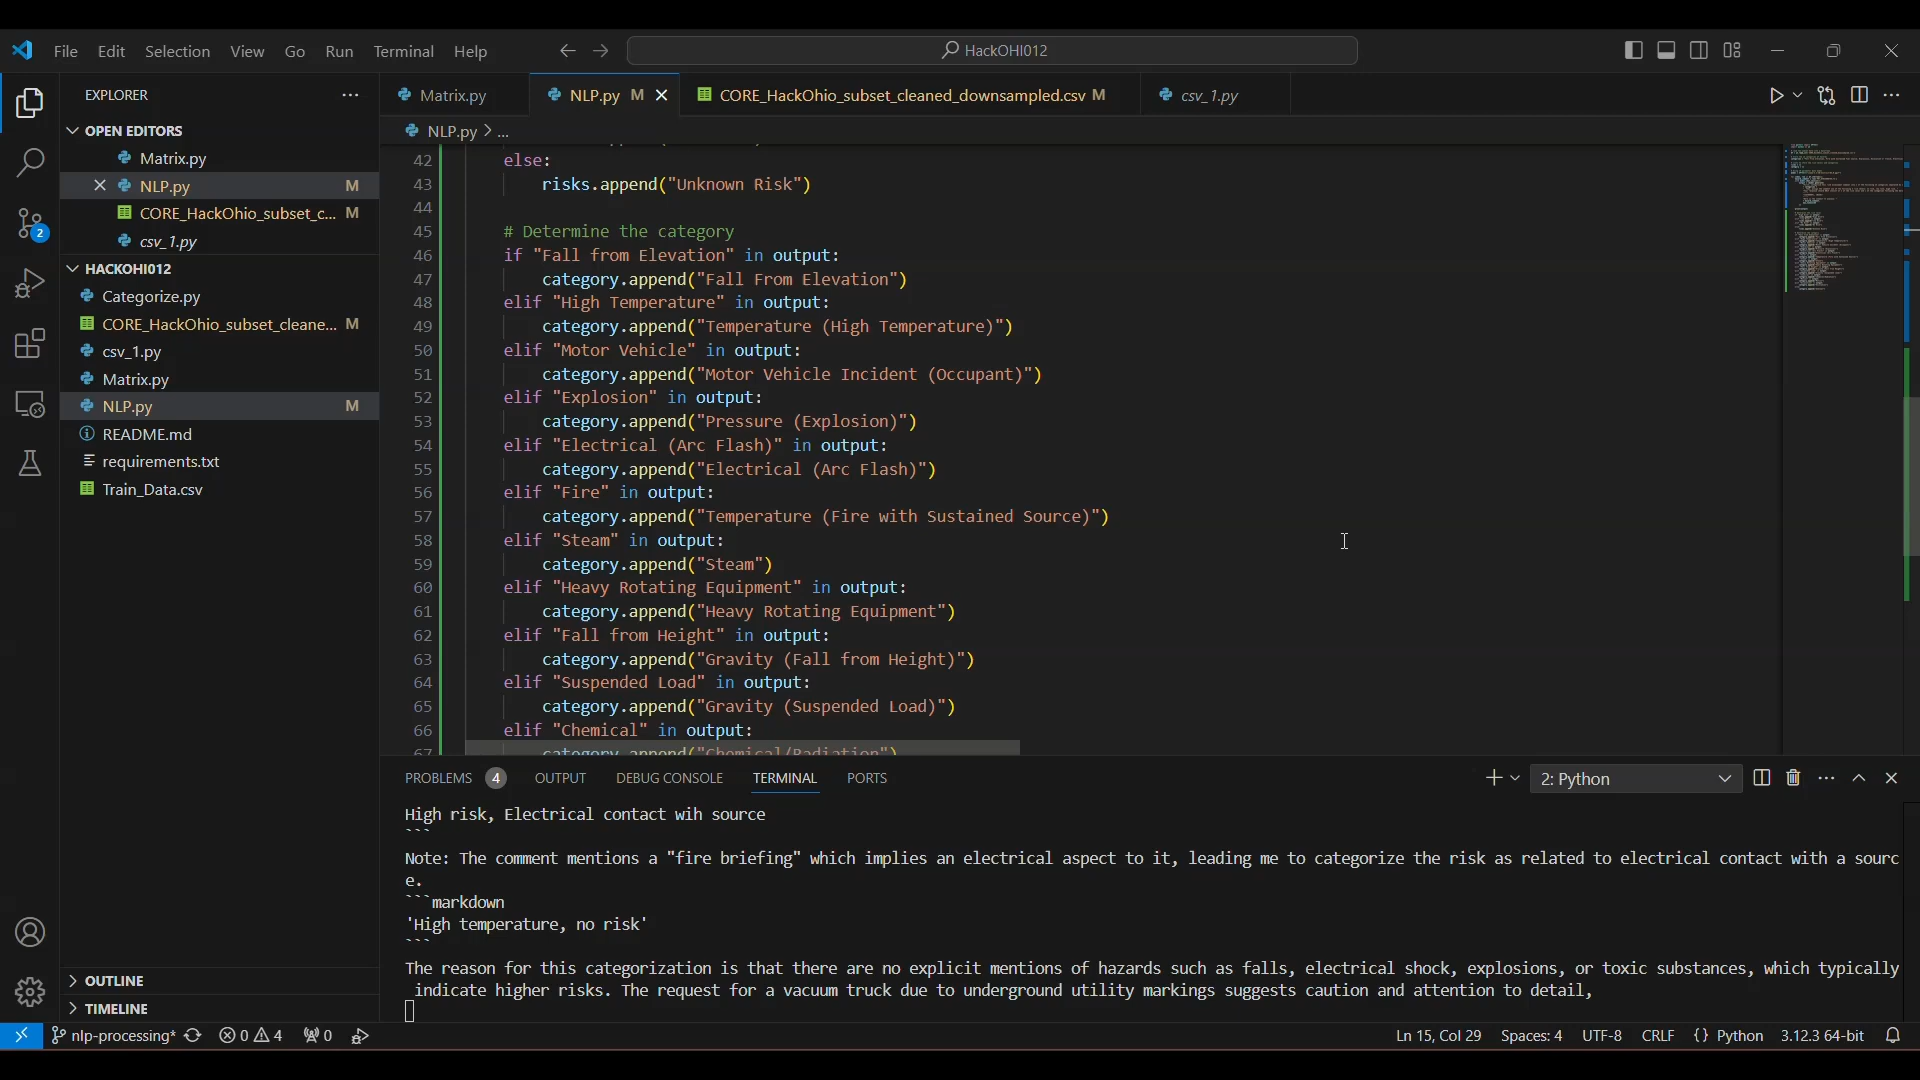 File Edit Selection View Go Run Terminal Help
HackOHI012
EXPLORER
OPEN EDITORS
Matrix.py
NLP.py M
CORE_HackOhio_subset_c... M
csv_1.py
HACKOHI012
Categorize.py
CORE_HackOhio_subset_cleane... M
csv_1.py
Matrix.py
NLP.py M
README.md
requirements.txt
Train_Data.csv
OUTLINE
TIMELINE
Matrix.py NLP.py M CORE_HackOhio_subset_cleaned_downsampled.csv M csv_1.py
NLP.py > ...
42 else:
43 risks.append("Unknown Risk")
44
45 # Determine the category
46 if "Fall from Elevation" in output:
47 category.append("Fall From Elevation")
48 elif "High Temperature" in output:
49 category.append("Temperature (High Temperature)")
50 elif "Motor Vehicle" in output:
51 category.append("Motor Vehicle Incident (Occupant)")
52 elif "Explosion" in output:
53 category.append("Pressure (Explosion)")
54 elif "Electrical (Arc Flash)" in output:
55 category.append("Electrical (Arc Flash)")
56 elif "Fire" in output:
57 category.append("Temperature (Fire with Sustained Source)")
58 elif "Steam" in output:
59 category.append("Steam")
60 elif "Heavy Rotating Equipment" in output:
61 category.append("Heavy Rotating Equipment")
62 elif "Fall from Height" in output:
63 category.append("Gravity (Fall from Height)")
64 elif "Suspended Load" in output:
65 category.append("Gravity (Suspended Load)")
66 elif "Chemical" in output:
67 category.append("Chemical/Radiation")
PROBLEMS 4 OUTPUT DEBUG CONSOLE TERMINAL PORTS
2: Python
High risk, Electrical contact wih source
```
Note: The comment mentions a "fire briefing" which implies an electrical aspect to it, leading me to categorize the risk as related to electrical contact with a sourc
e.
```markdown
'High temperature, no risk'
```
The reason for this categorization is that there are no explicit mentions of hazards such as falls, electrical shock, explosions, or toxic substances, which typically
indicate higher risks. The request for a vacuum truck due to underground utility markings suggests caution and attention to detail,
2
nlp-processing* 0 4 0
Ln 15, Col 29 Spaces: 4 UTF-8 CRLF {} Python 3.12.3 64-bit